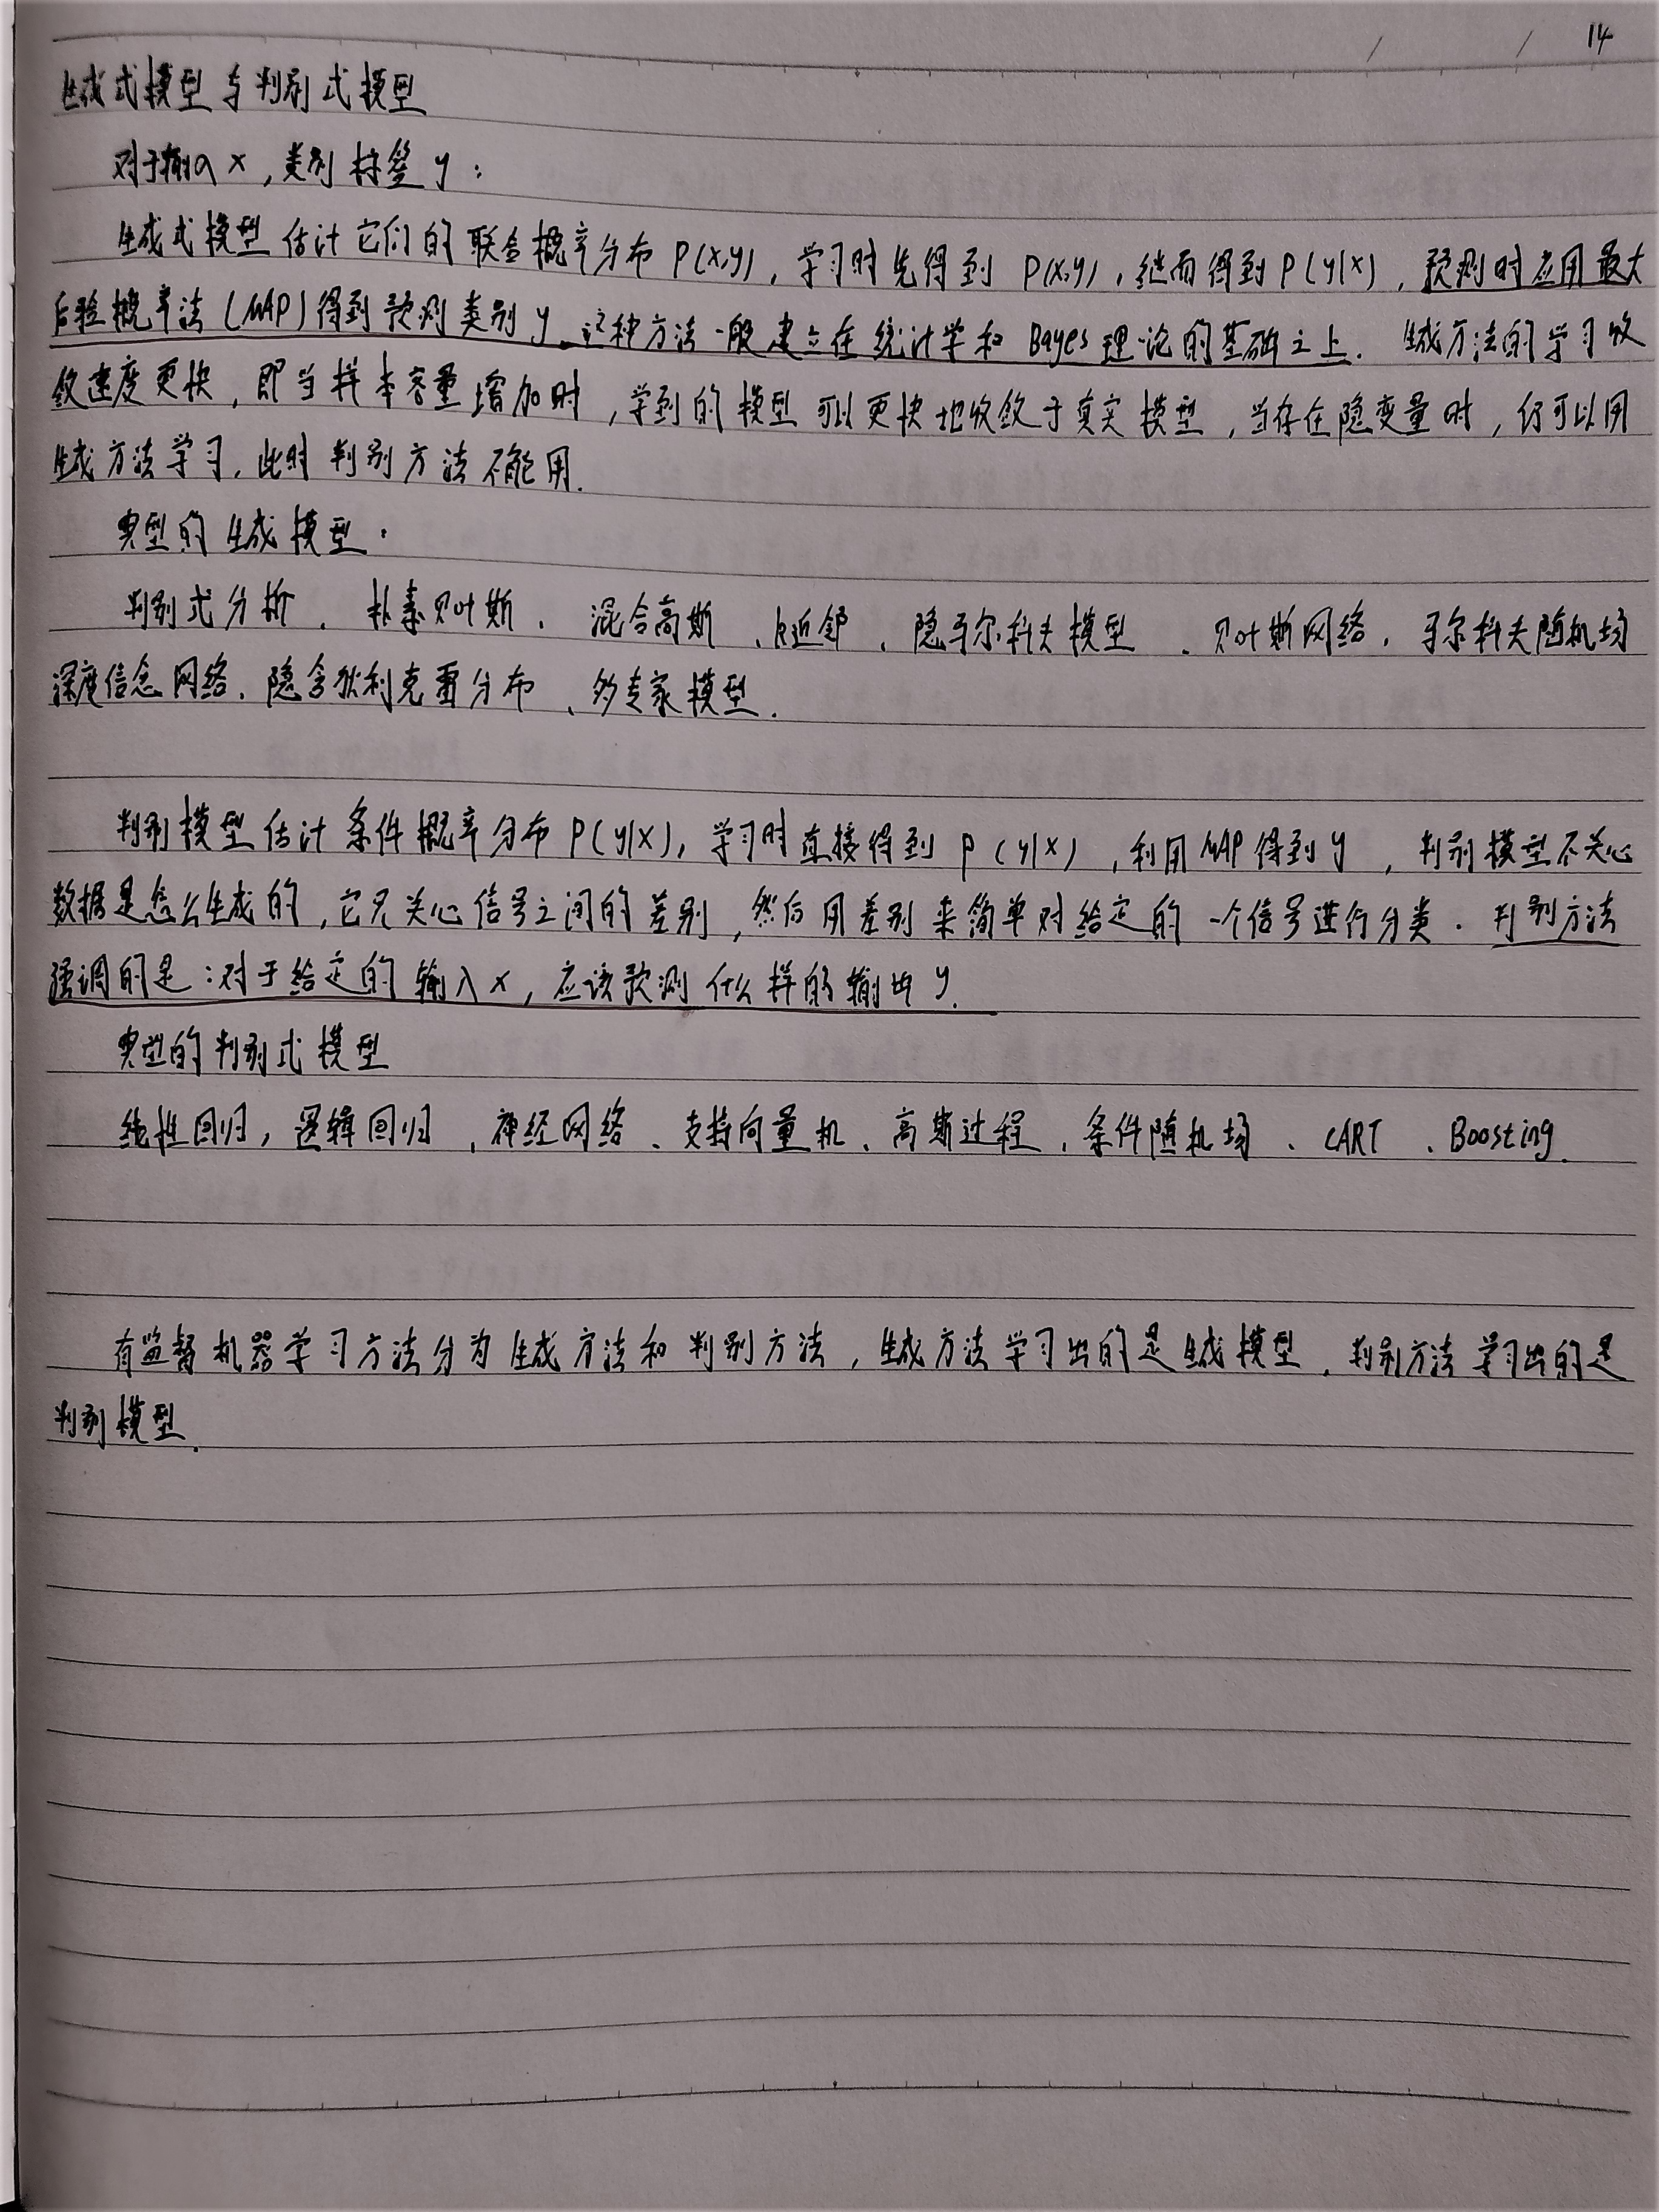 14
生成式模型与判别式模型
对于输入x，类别标签y：
生成式模型估计它们的联合概率分布P(x,y)，学习时先得到P(x,y)，继而得到P(y|x)，预测时应用最大
后验概率法(MAP)得到预测类别y，这种方法一般建立在统计学和Bayes理论的基础之上．生成方法的学习收
敛速度更快，即当样本容量增加时，学到的模型可以更快地收敛于真实模型，当存在隐变量时，仍可以用
生成方法学习，此时判别方法不能用．
典型的生成模型：
判别式分析、朴素贝叶斯、混合高斯、k近邻、隐马尔科夫模型、贝叶斯网络、马尔科夫随机场
深度信念网络、隐含狄利克雷分布、多专家模型．
判别模型估计条件概率分布P(y|x)，学习时直接得到P(y|x)，利用MAP得到y，判别模型不关心
数据是怎么生成的，它只关心信号之间的差别，然后用差别来简单对给定的一个信号进行分类．判别方法
强调的是：对于给定的输入x，应该预测什么样的输出y．
典型的判别式模型
线性回归，逻辑回归，神经网络、支持向量机、高斯过程，条件随机场、CART、Boosting．
有监督机器学习方法分为生成方法和判别方法，生成方法学习出的是生成模型，判别方法学习出的是
判别模型．